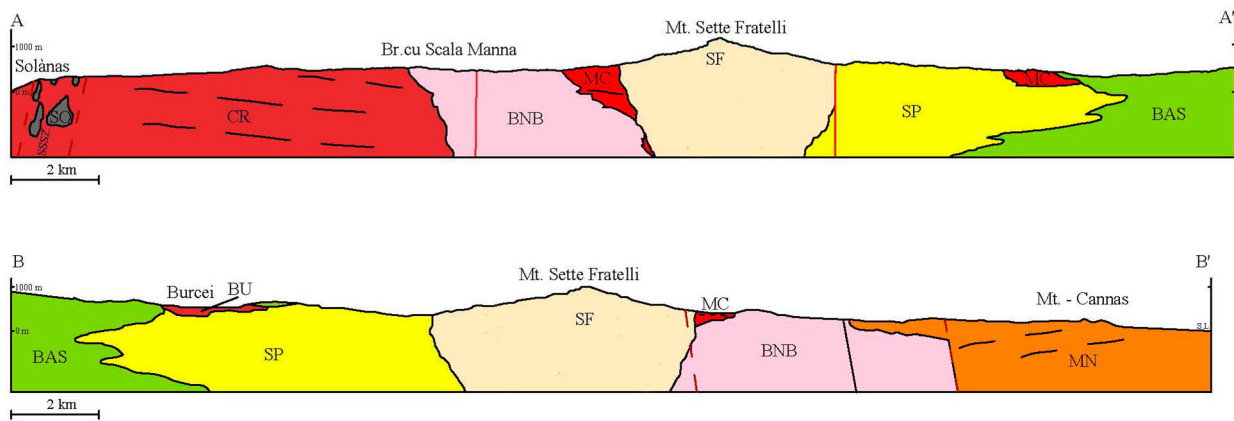 A
A'
Mt. Sette Fratelli
1000 m
Br.cu Scala Manna
Solànas
SF
MC
MC
0 m
SO
CR
BNB
SP
BAS
SSSZ
2 km
B
B'
Mt. Sette Fratelli
1000 m
Burcei
BU
MC
Mt. - Cannas
SF
0 m
S.L
BAS
SP
BNB
MN
2 km